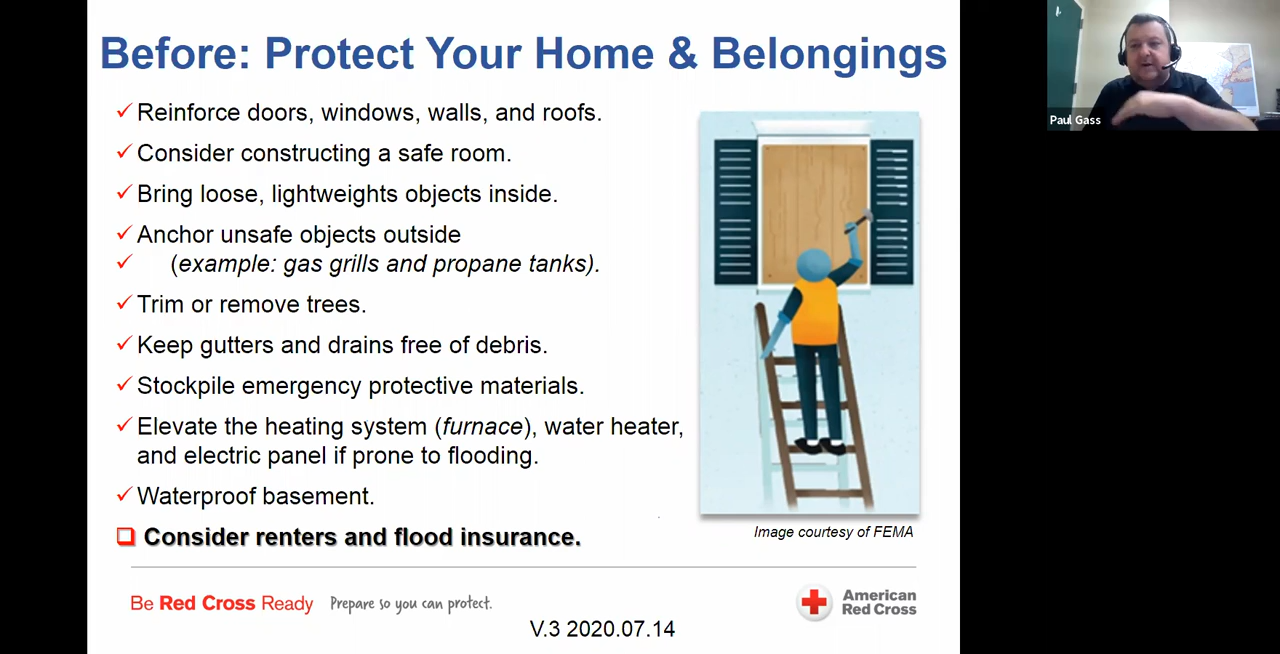 Before: Protect Your Home & Belongings
Reinforce doors, windows, walls, and roofs.
Consider constructing a safe room.
Bring loose, lightweights objects inside.
Anchor unsafe objects outside
(example: gas grills and propane tanks).
Trim or remove trees.
Keep gutters and drains free of debris.
Stockpile emergency protective materials.
Elevate the heating system (furnace), water heater,
and electric panel if prone to flooding.
Waterproof basement.
Consider renters and flood insurance.
Image courtesy of FEMA
Be Red Cross Ready Prepare so you can protect.
American
Red Cross
V.3 2020.07.14
Paul Gass